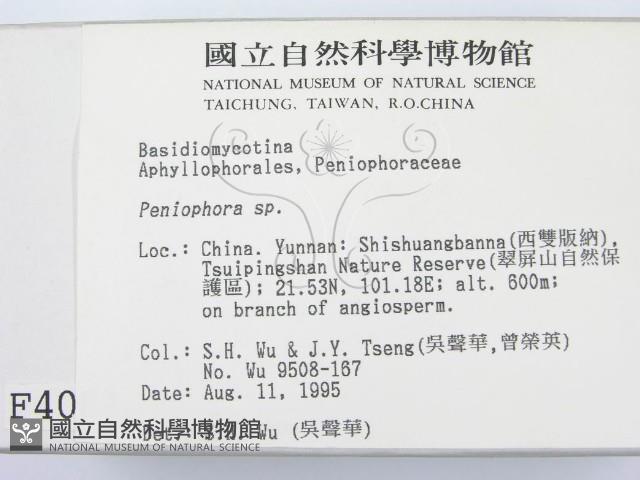 國立自然科學博物館
NATIONAL MUSEUM OF NATURAL SCIENCE
TAICHUNG, TAIWAN, R.O.CHINA
Basidiomycotina
Aphyllophorales, Peniophoraceae
Peniophora sp.
Loc.: China. Yunnan: Shishuangbanna(西雙版納),
Tsuipingshan Nature Reserve(翠屏山自然保
護區); 21.53N, 101.18E; alt. 600m;
on branch of angiosperm.
Col.: S.H. Wu & J.Y. Tseng(吳聲華,曾榮英)
No. Wu 9508-167
Date: Aug. 11, 1995
Wu (吳聲華)
F40
國立自然科學博物館
NATIONAL MUSEUM OF NATURAL SCIENCE